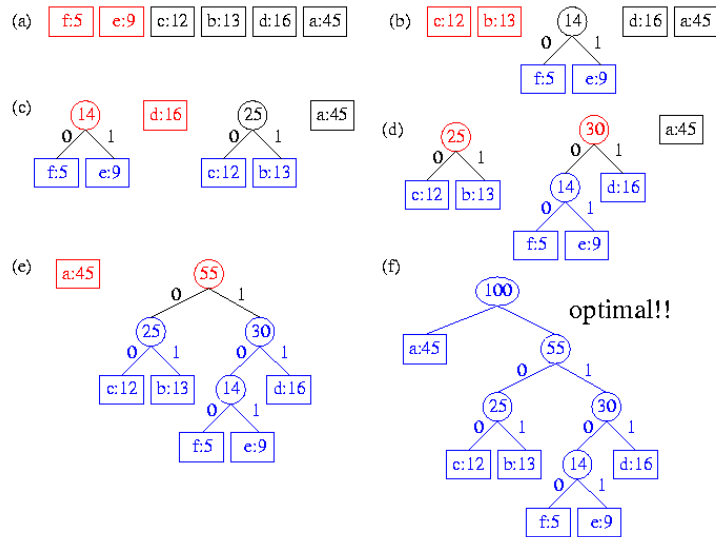 (a) f:5 e:9 c:12 b:13 d:16 a:45
(b) c:12 b:13 14 d:16 a:45
0 1
f:5 e:9
(c) 14 d:16 25 a:45
0 1 0 1
f:5 e:9 c:12 b:13
(d) 25 30 a:45
0 1 0 1
c:12 b:13 14 d:16
0 1
f:5 e:9
(e) a:45 55
0 1
25 30
0 1 0 1
c:12 b:13 14 d:16
0 1
f:5 e:9
(f) 100
optimal!!
a:45 55
0 1
25 30
0 1 0 1
c:12 b:13 14 d:16
0 1
f:5 e:9